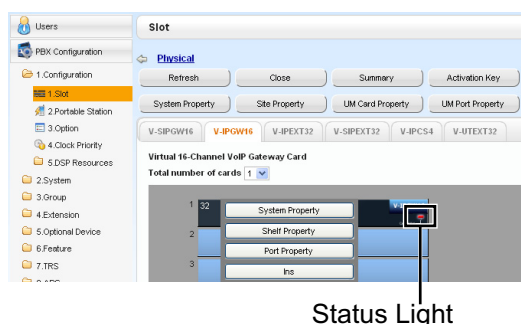 Users
PBX Configuration
1.Configuration
1.Slot
2.Portable Station
3.Option
4.Clock Priority
5.DSP Resources
2.System
3.Group
4.Extension
5.Optional Device
6.Feature
7.TRS
Slot
Physical
Refresh
Close
Summary
Activation Key
System Property
Site Property
UM Card Property
UM Port Property
V-SIPGW16
V-IPGW16
V-IPEXT32
V-SIPEXT32
V-IPCS4
V-UTEXT32
Virtual 16-Channel VoIP Gateway Card
Total number of cards 1
1 32
System Property
2
Shelf Property
Port Property
3
Ins
Status Light